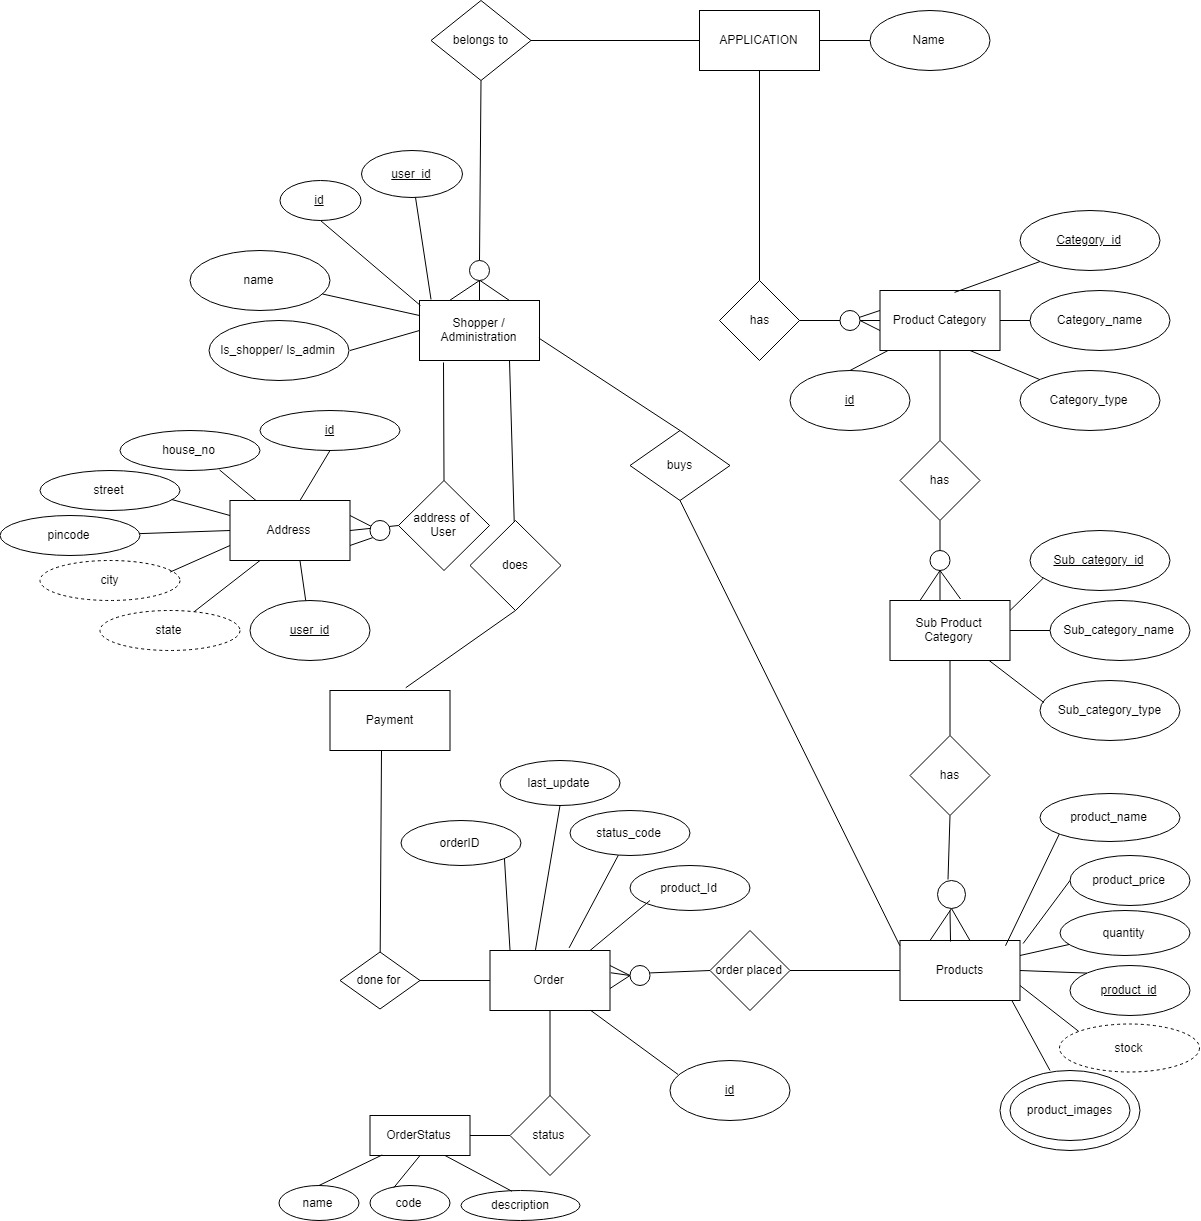 belongs to
APPLICATION
Name
user_id
id
name
Is_shopper/ Is_admin
Shopper /
Administration
has
Product Category
Category_id
Category_name
Category_type
id
id
house_no
street
pincode
city
state
user_id
Address
address of
User
does
buys
has
Sub Product
Category
Sub_category_id
Sub_category_name
Sub_category_type
Payment
has
last_update
orderID
status_code
product_Id
product_name
product_price
quantity
product_id
stock
product_images
done for
Order
order placed
Products
id
OrderStatus
status
name
code
description